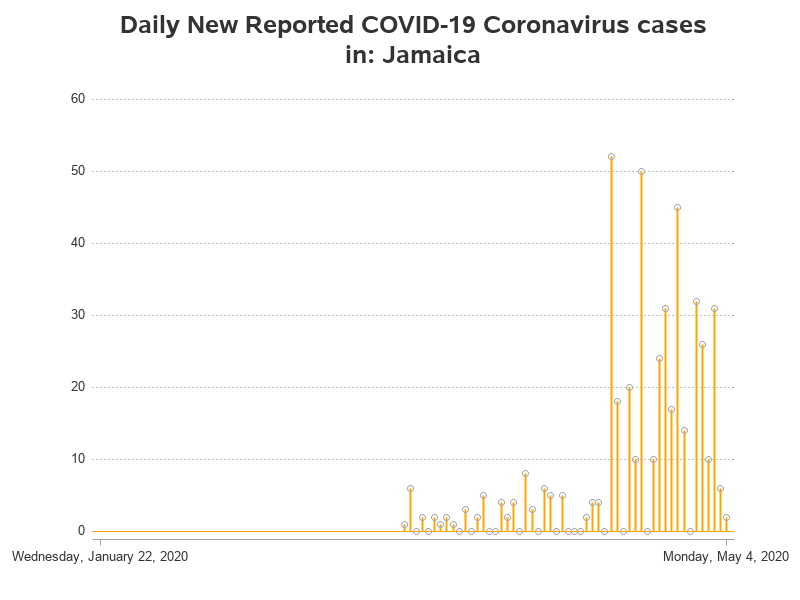 Daily New Reported COVID-19 Coronavirus cases
in: Jamaica
60
50
40
30
20
10
0
Wednesday, January 22, 2020
Monday, May 4, 2020